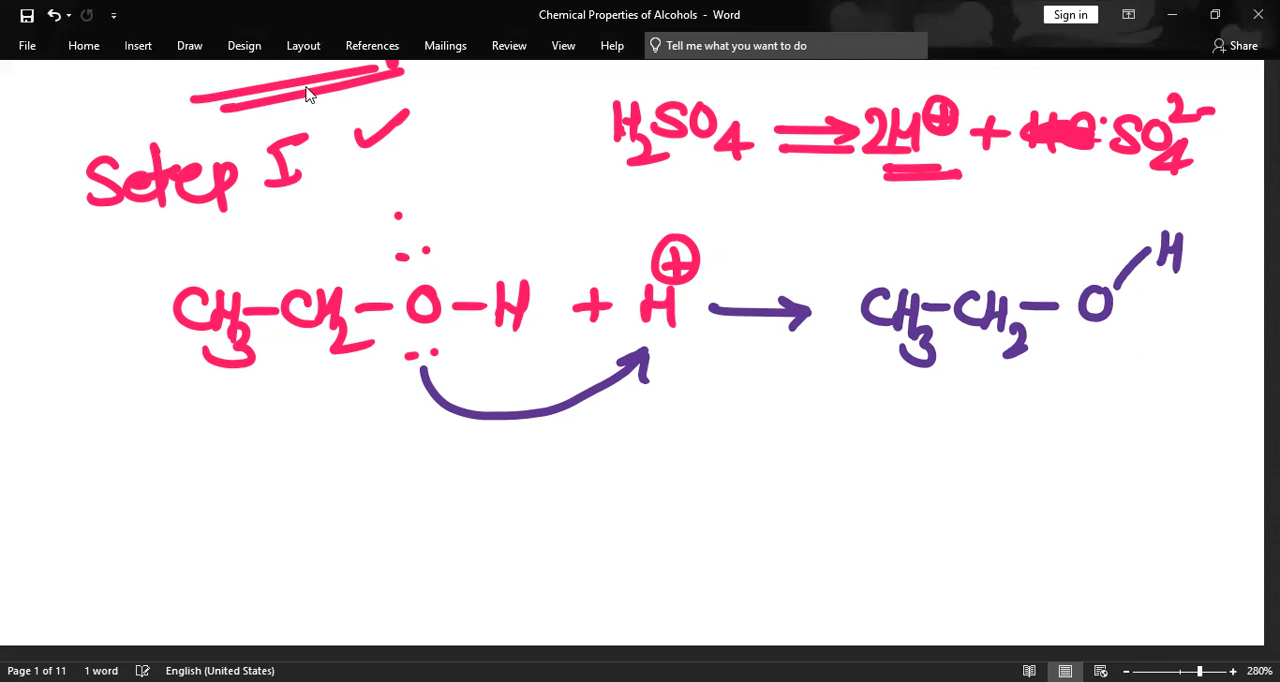 Chemical Properties of Alcohols - Word
Sign in
File Home Insert Draw Design Layout References Mailings Review View Help Tell me what you want to do Share
H₂SO₄ ⇌ 2H⊕ + SO₄²⁻
Setep I ✓
CH₃–CH₂–O–H + H⊕ → CH₃–CH₂–O–H
Page 1 of 11 1 word English (United States) 280%